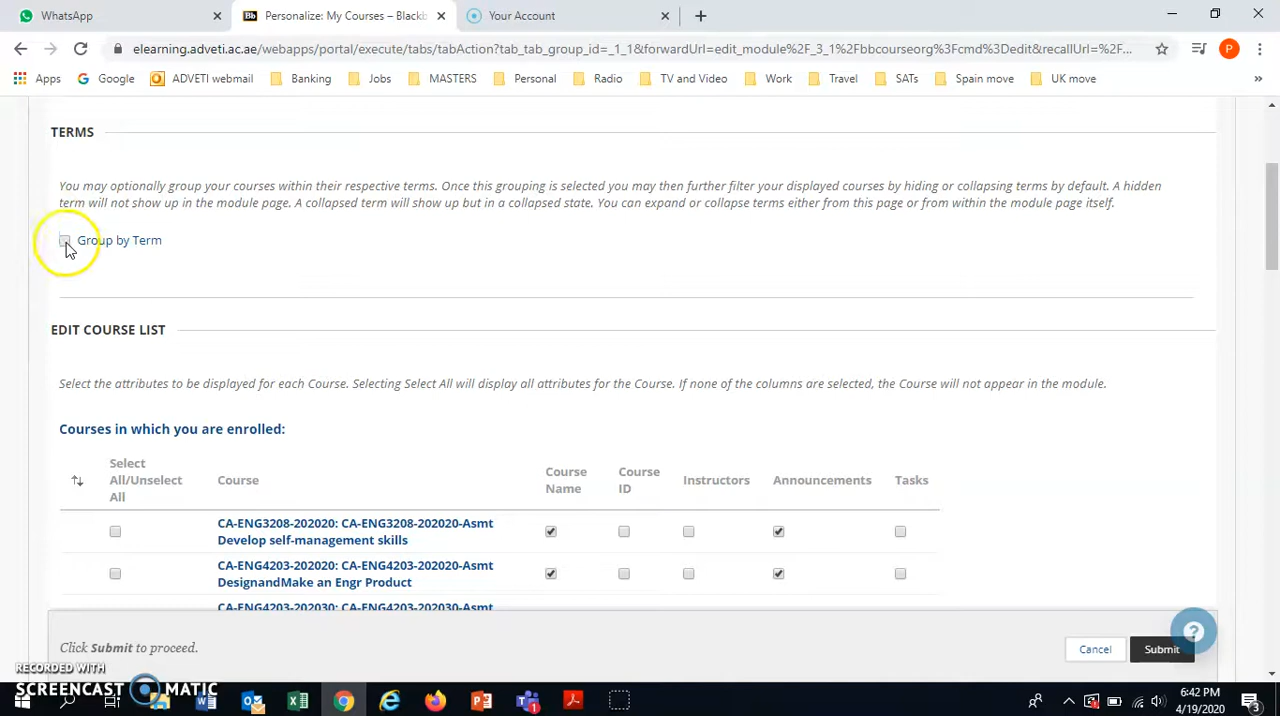 WhatsApp
Personalize: My Courses – Blackb
Your Account
elearning.adveti.ac.ae/webapps/portal/execute/tabs/tabAction?tab_tab_group_id=_1_1&forwardUrl=edit_module%2F_3_1%2Fbbcourseorg%3Fcmd%3Dedit&recallUrl=%2F...
P
Apps
Google
ADVETI webmail
Banking
Jobs
MASTERS
Personal
Radio
TV and Video
Work
Travel
SATs
Spain move
UK move
TERMS
You may optionally group your courses within their respective terms. Once this grouping is selected you may then further filter your displayed courses by hiding or collapsing terms by default. A hidden
term will not show up in the module page. A collapsed term will show up but in a collapsed state. You can expand or collapse terms either from this page or from within the module page itself.
Group by Term
EDIT COURSE LIST
Select the attributes to be displayed for each Course. Selecting Select All will display all attributes for the Course. If none of the columns are selected, the Course will not appear in the module.
Courses in which you are enrolled:
Select All/Unselect All
Course
Course Name
Course ID
Instructors
Announcements
Tasks
CA-ENG3208-202020: CA-ENG3208-202020-Asmt
Develop self-management skills
CA-ENG4203-202020: CA-ENG4203-202020-Asmt
DesignandMake an Engr Product
CA-ENG4203-202030: CA-ENG4203-202030-Asmt
Click Submit to proceed.
Cancel
Submit
?
RECORDED WITH
SCREENCAST MATIC
6:42 PM
4/19/2020
3